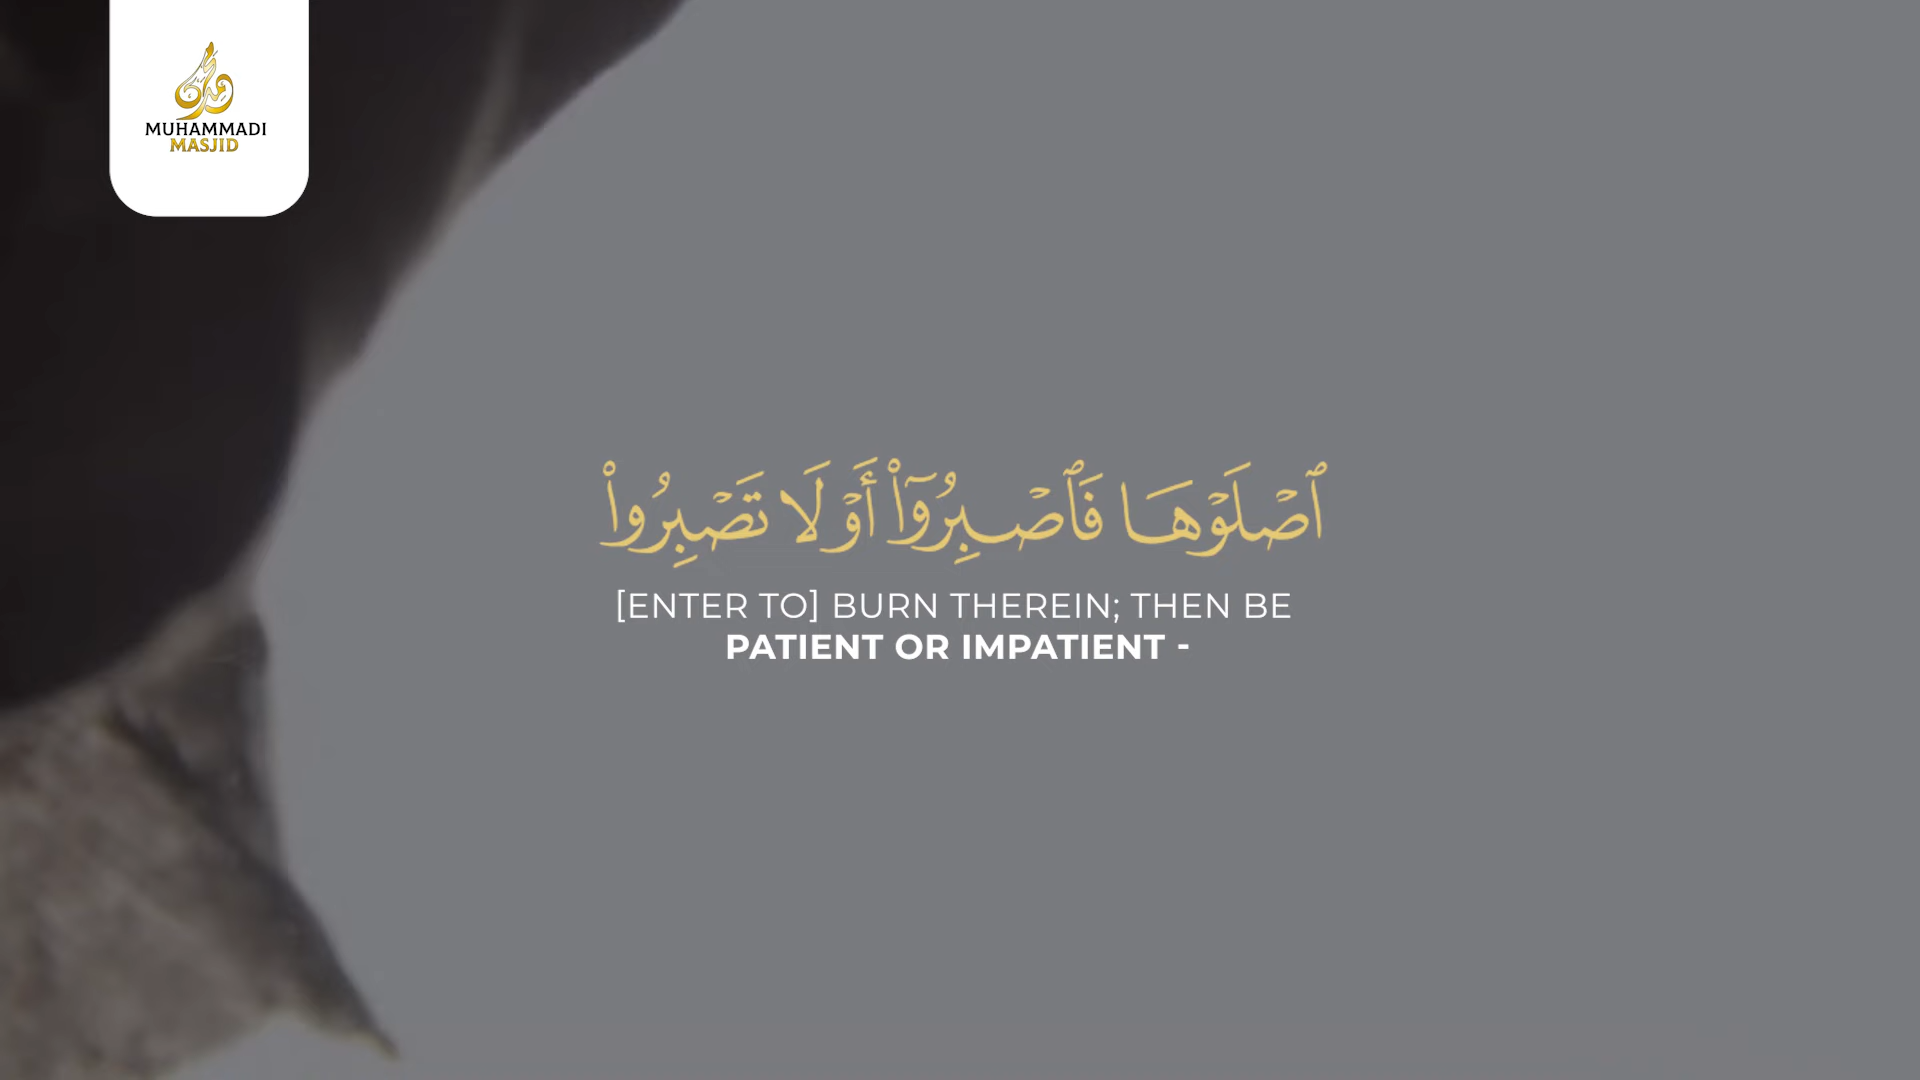 MUHAMMADI
MASJID
ٱصْلَوْهَا فَٱصْبِرُوٓا۟ أَوْ لَا تَصْبِرُوا۟
[ENTER TO] BURN THEREIN; THEN BE
PATIENT OR IMPATIENT -